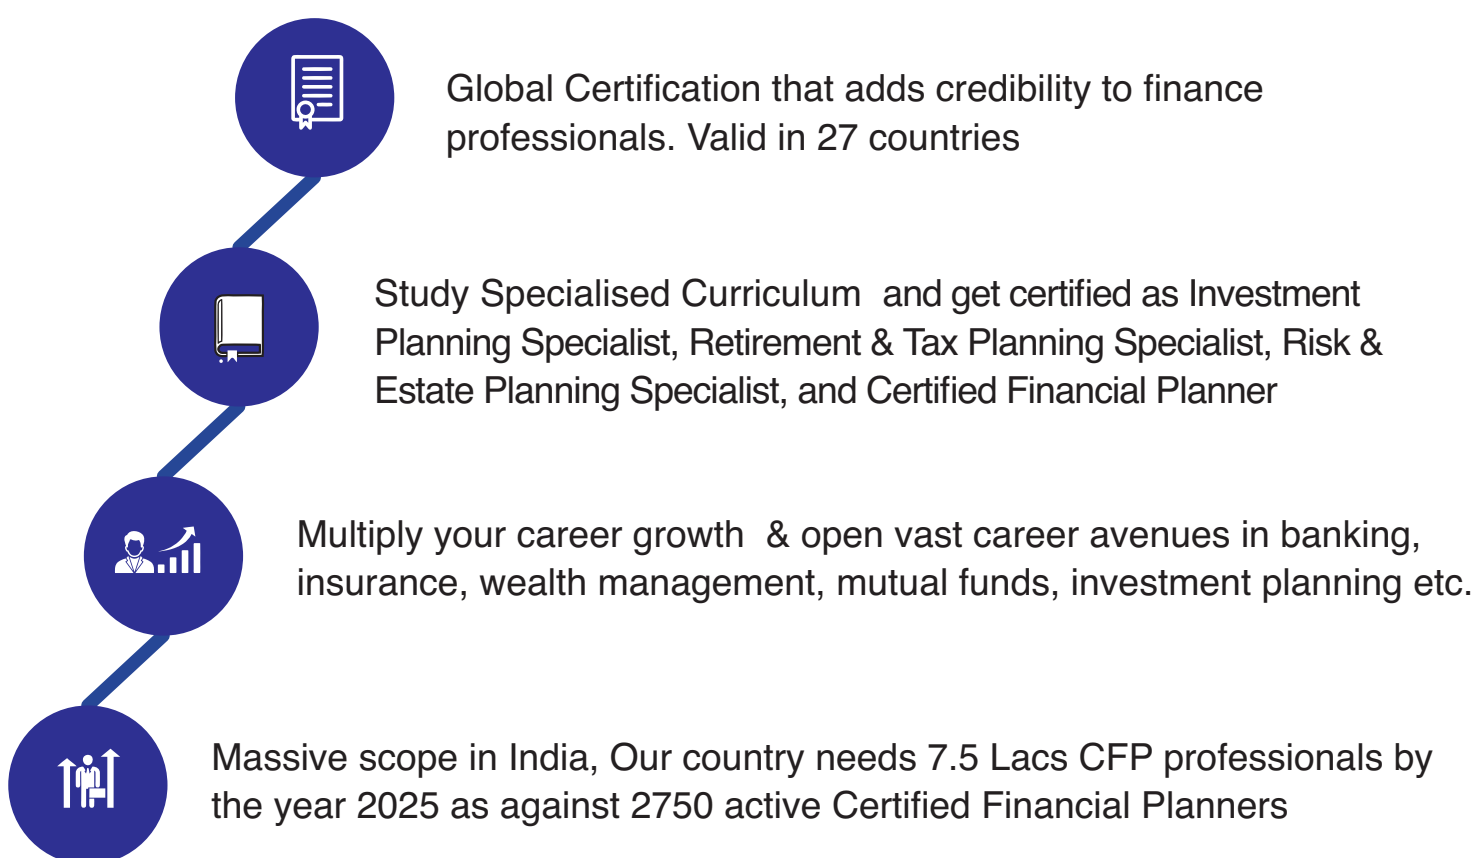 Global Certification that adds credibility to finance
professionals. Valid in 27 countries
Study Specialised Curriculum and get certified as Investment
Planning Specialist, Retirement & Tax Planning Specialist, Risk &
Estate Planning Specialist, and Certified Financial Planner
Multiply your career growth & open vast career avenues in banking,
insurance, wealth management, mutual funds, investment planning etc.
Massive scope in India, Our country needs 7.5 Lacs CFP professionals by
the year 2025 as against 2750 active Certified Financial Planners